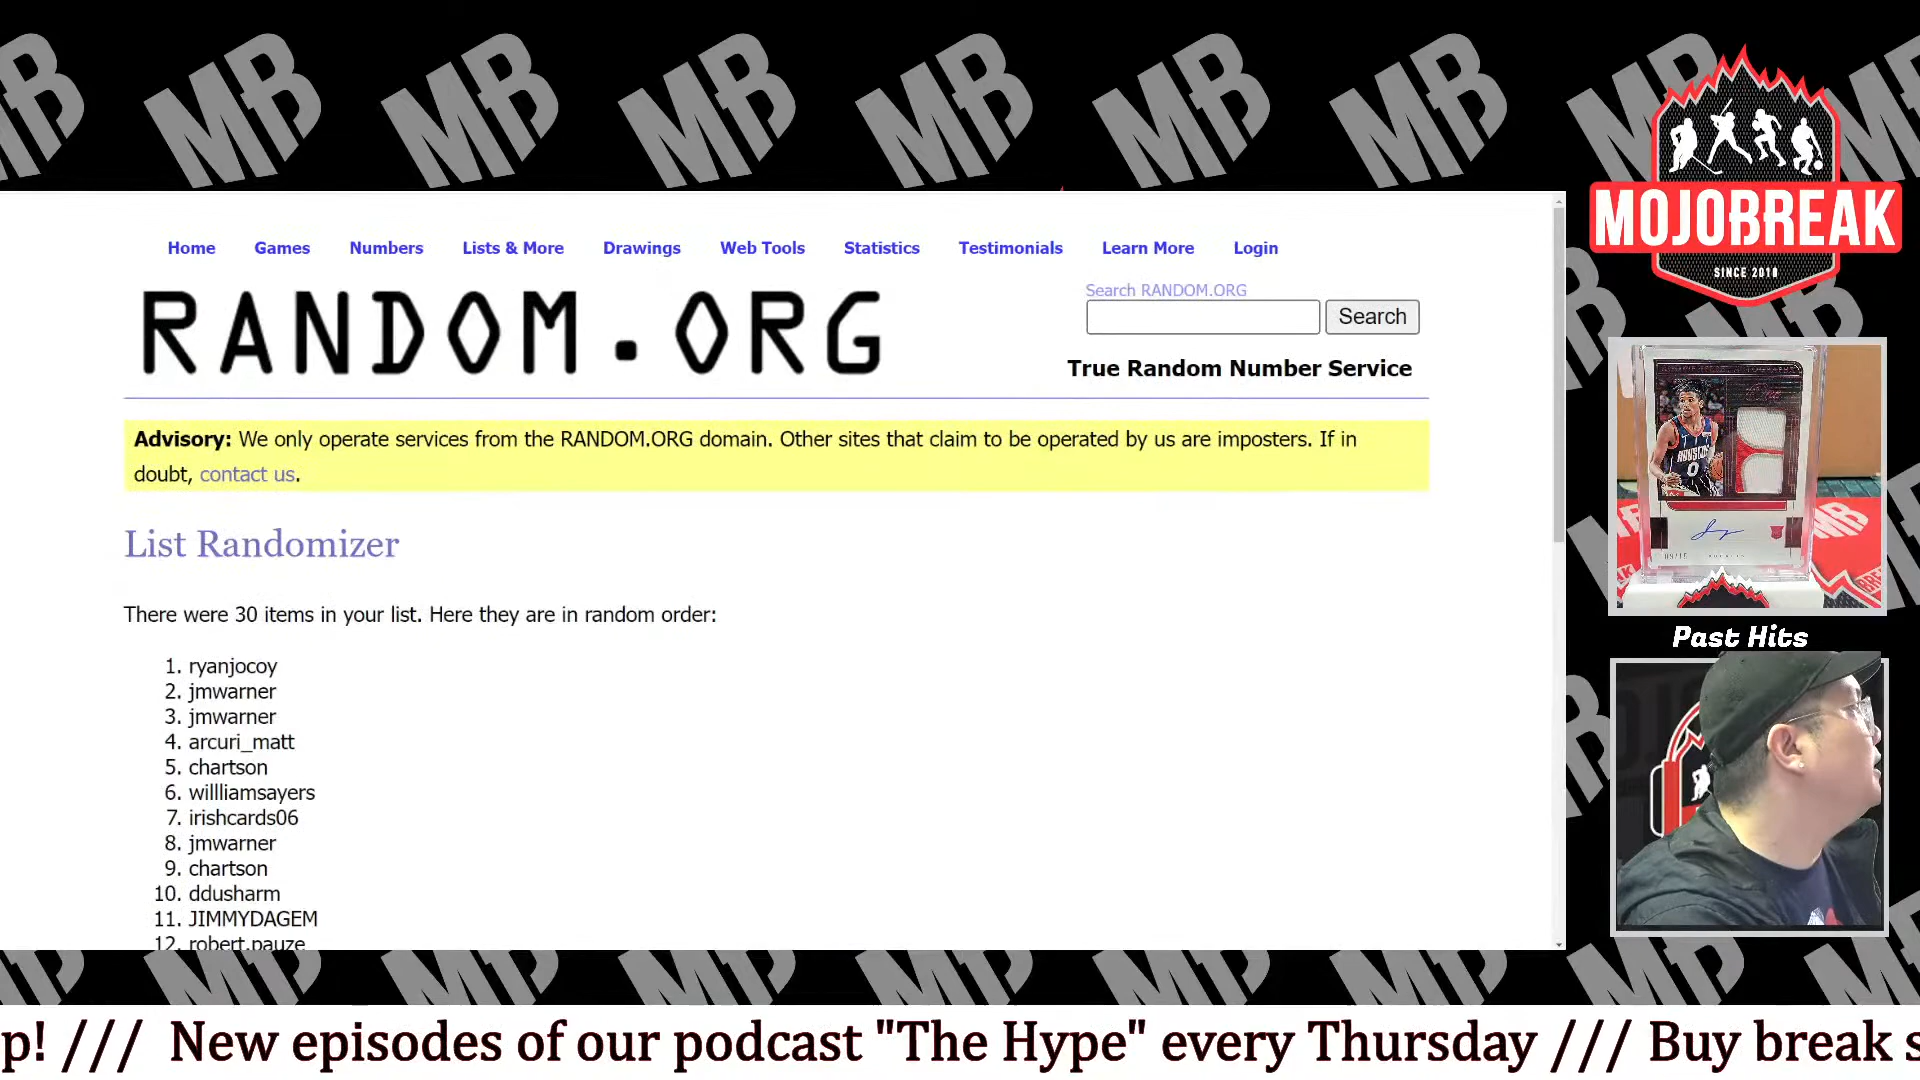 MB MB MB MB MB MB MB
MOJOBREAK
SINCE 2010
Home Games Numbers Lists & More Drawings Web Tools Statistics Testimonials Learn More Login
RANDOM.ORG
Search RANDOM.ORG
Search
True Random Number Service
Advisory: We only operate services from the RANDOM.ORG domain. Other sites that claim to be operated by us are imposters. If in
doubt, contact us.
List Randomizer
There were 30 items in your list. Here they are in random order:
1. ryanjocoy
2. jmwarner
3. jmwarner
4. arcuri_matt
5. chartson
6. willliamsayers
7. irishcards06
8. jmwarner
9. chartson
10. ddusharm
11. JIMMYDAGEM
12. robert.pauze
Past Hits
p! /// New episodes of our podcast "The Hype" every Thursday /// Buy break s